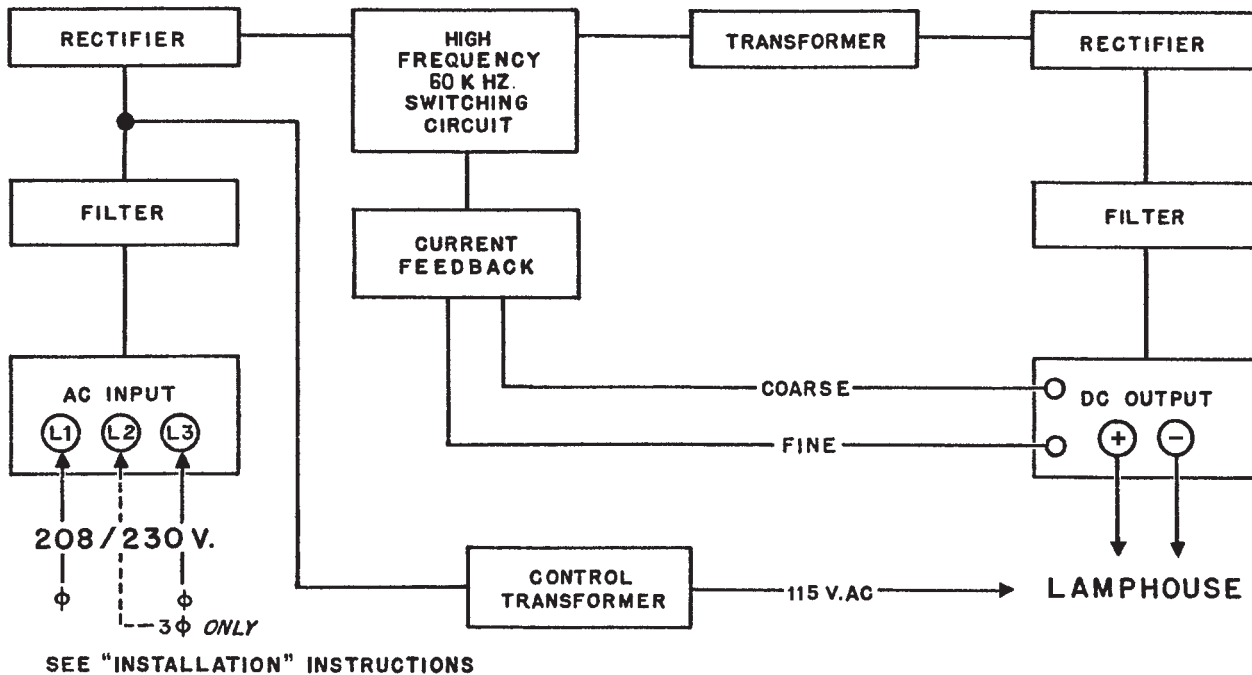 RECTIFIER
HIGH
FREQUENCY
60 K HZ.
SWITCHING
CIRCUIT
TRANSFORMER
RECTIFIER
FILTER
CURRENT
FEEDBACK
FILTER
AC INPUT
L1 L2 L3
COARSE
FINE
DC OUTPUT
+ −
208/230 V.
ϕ ϕ
3ϕ ONLY
CONTROL
TRANSFORMER
115 V.AC
LAMPHOUSE
SEE "INSTALLATION" INSTRUCTIONS